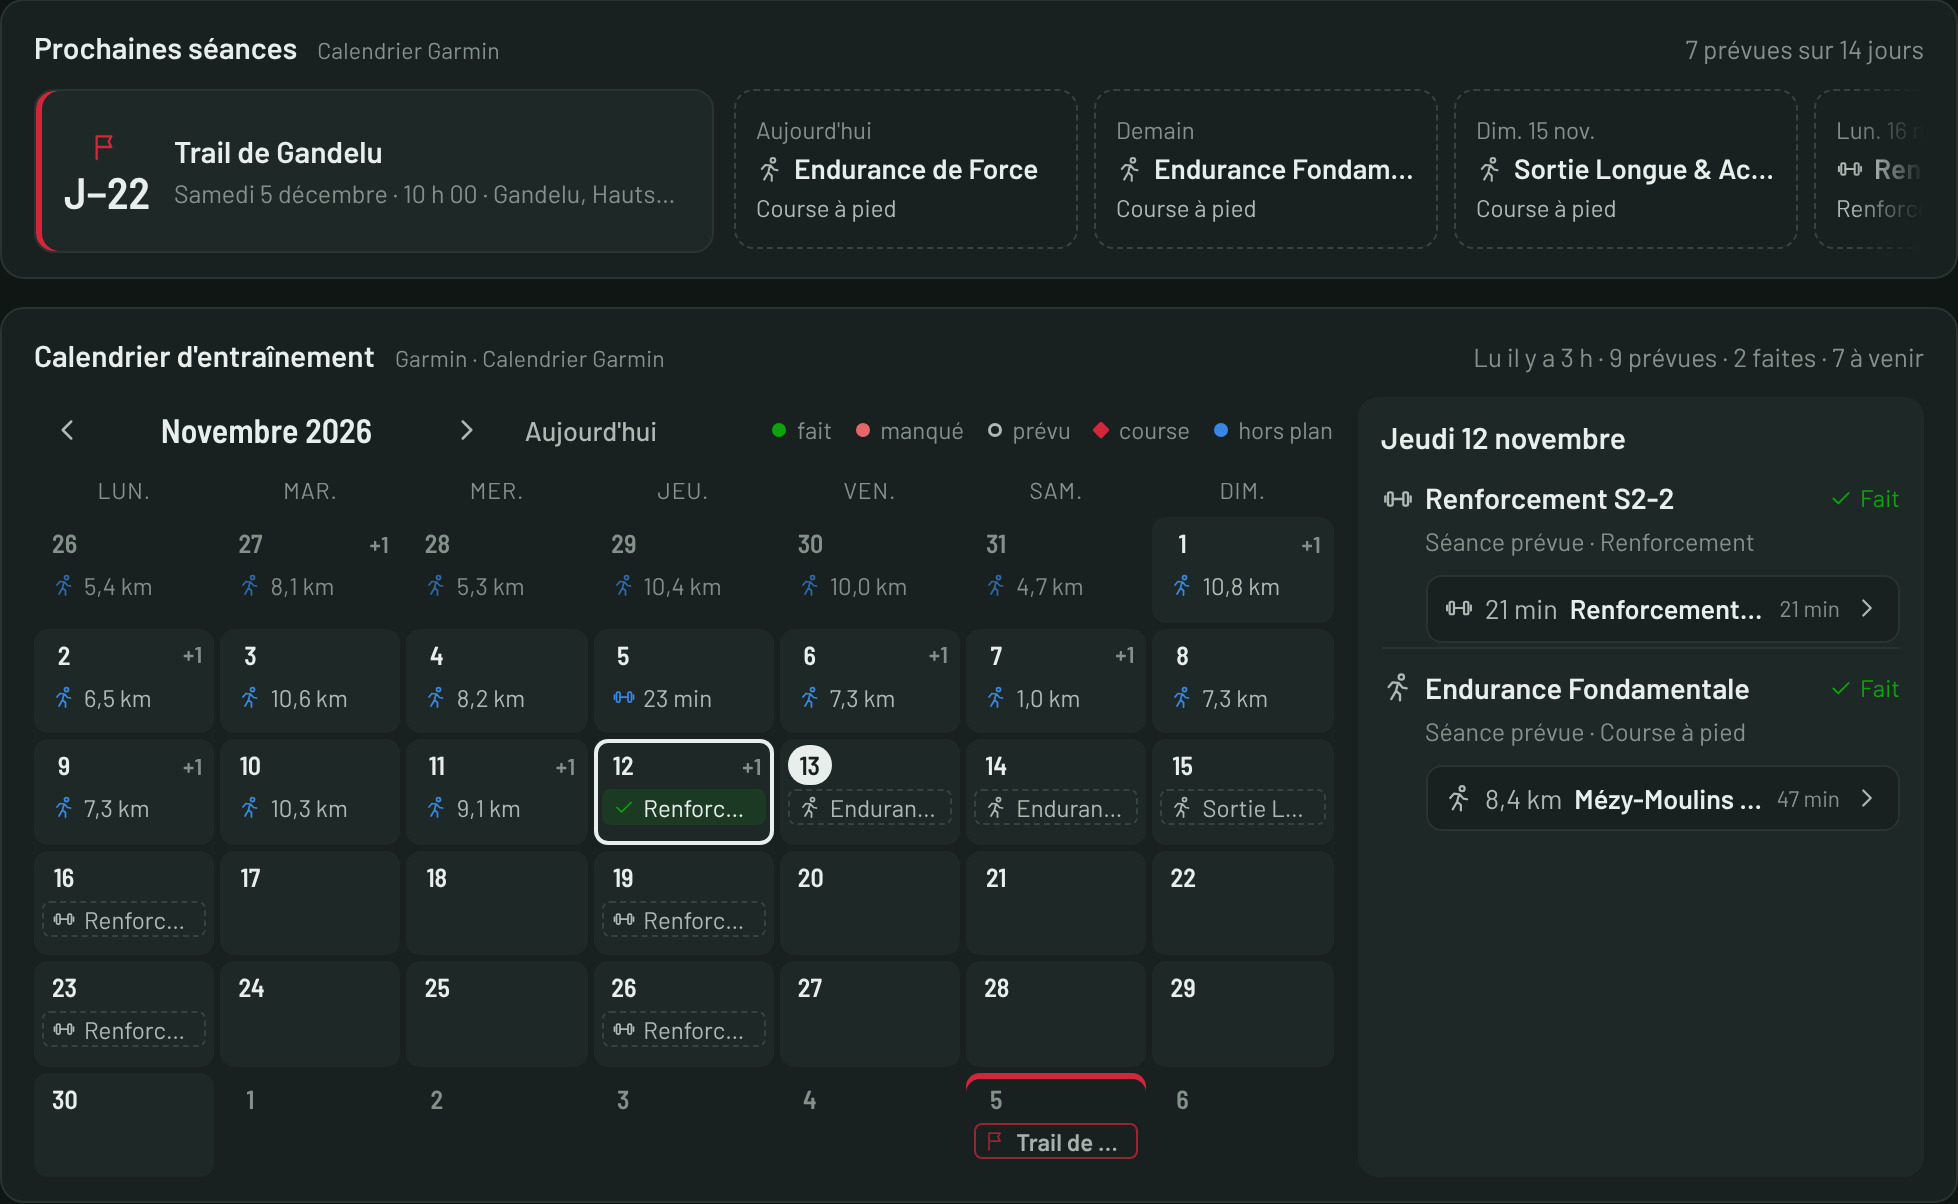 Prochaines séances Calendrier Garmin 7 prévues sur 14 jours
Trail de Gandelu
J–22
Samedi 5 décembre · 10 h 00 · Gandelu, Hauts...
Aujourd'hui
Endurance de Force
Course à pied
Demain
Endurance Fondam...
Course à pied
Dim. 15 nov.
Sortie Longue & Ac...
Course à pied
Lun. 16
Ren
Renforc
Calendrier d'entraînement Garmin · Calendrier Garmin Lu il y a 3 h · 9 prévues · 2 faites · 7 à venir
Novembre 2026 Aujourd'hui fait manqué prévu course hors plan
LUN. MAR. MER. JEU. VEN. SAM. DIM.
26 27 +1 28 29 30 31 1 +1
5,4 km 8,1 km 5,3 km 10,4 km 10,0 km 4,7 km 10,8 km
2 +1 3 4 5 6 +1 7 +1 8
6,5 km 10,6 km 8,2 km 23 min 7,3 km 1,0 km 7,3 km
9 +1 10 11 +1 12 +1 13 14 15
7,3 km 10,3 km 9,1 km Renforc... Enduran... Enduran... Sortie L...
16 17 18 19 20 21 22
Renforc... Renforc...
23 24 25 26 27 28 29
Renforc... Renforc...
30 1 2 3 4 5 6
Trail de ...
Jeudi 12 novembre
Renforcement S2-2 Fait
Séance prévue · Renforcement
21 min Renforcement... 21 min
Endurance Fondamentale Fait
Séance prévue · Course à pied
8,4 km Mézy-Moulins ... 47 min